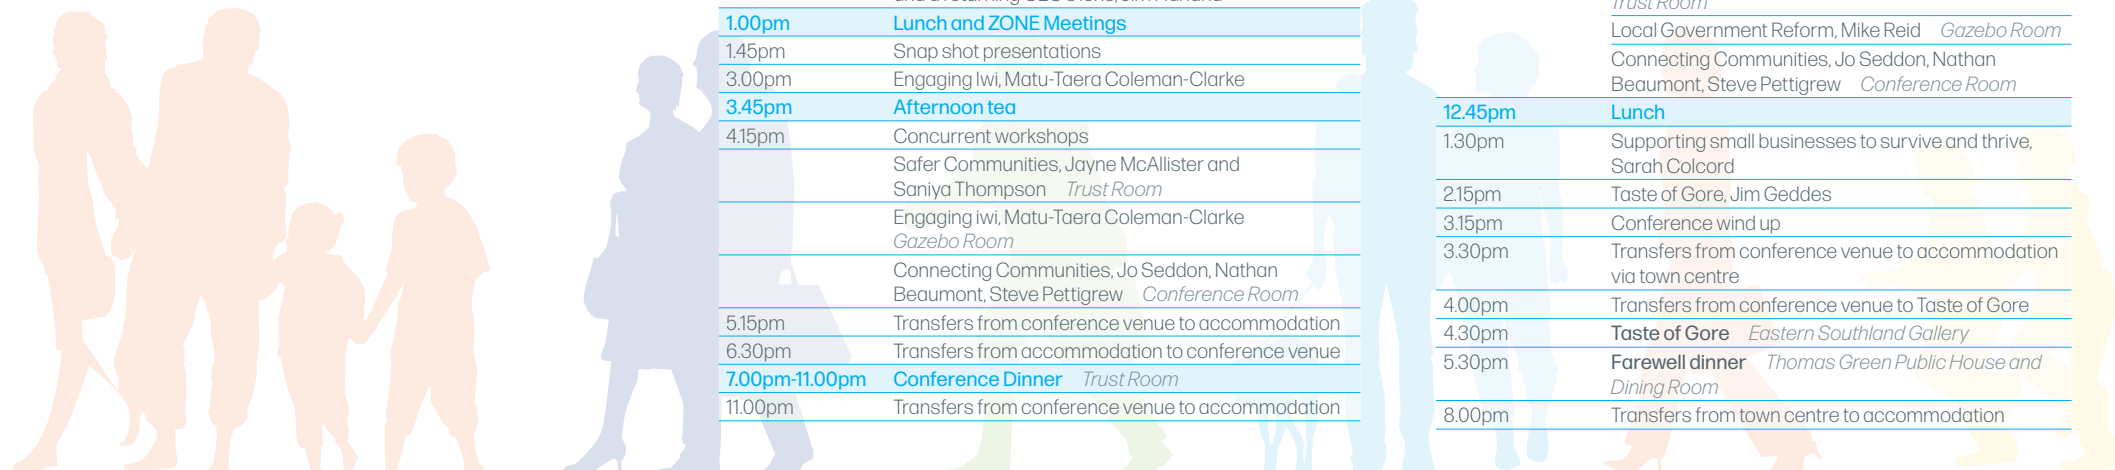 1.00pm Lunch and ZONE Meetings
1.45pm Snap shot presentations
3.00pm Engaging Iwi, Matu-Taera Coleman-Clarke
3.45pm Afternoon tea
4.15pm Concurrent workshops
Safer Communities, Jayne McAllister and
Saniya Thompson Trust Room
Engaging iwi, Matu-Taera Coleman-Clarke
Gazebo Room
Connecting Communities, Jo Seddon, Nathan
Beaumont, Steve Pettigrew Conference Room
5.15pm Transfers from conference venue to accommodation
6.30pm Transfers from accommodation to conference venue
7.00pm-11.00pm Conference Dinner Trust Room
11.00pm Transfers from conference venue to accommodation
Trust Room
Local Government Reform, Mike Reid Gazebo Room
Connecting Communities, Jo Seddon, Nathan
Beaumont, Steve Pettigrew Conference Room
12.45pm Lunch
1.30pm Supporting small businesses to survive and thrive,
Sarah Colcord
2.15pm Taste of Gore, Jim Geddes
3.15pm Conference wind up
3.30pm Transfers from conference venue to accommodation
via town centre
4.00pm Transfers from conference venue to Taste of Gore
4.30pm Taste of Gore Eastern Southland Gallery
5.30pm Farewell dinner Thomas Green Public House and
Dining Room
8.00pm Transfers from town centre to accommodation